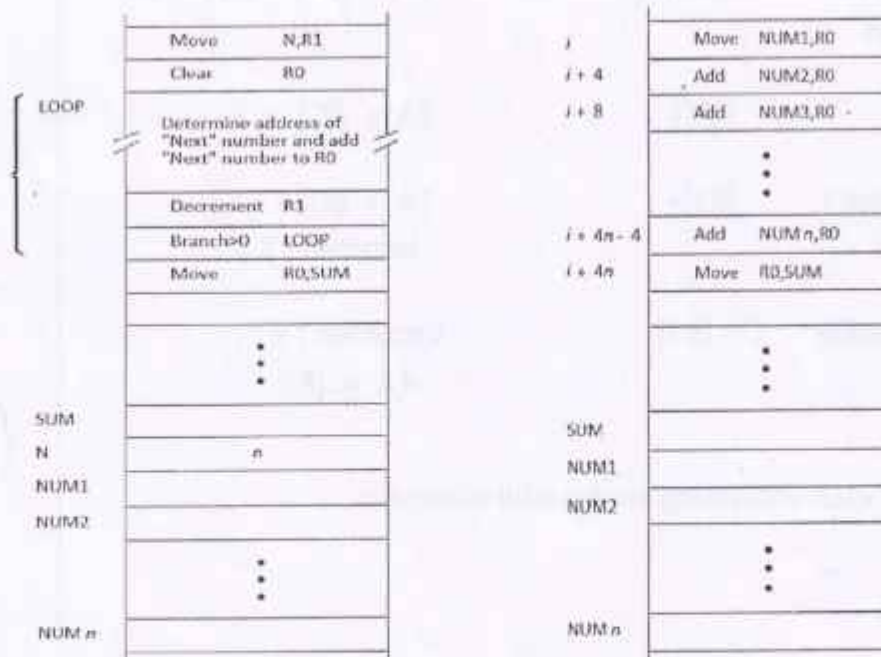 Move N,R1
Clear R0
LOOP
Determine address of
"Next" number and add
"Next" number to R0
Decrement R1
Branch>0 LOOP
Move R0,SUM
SUM
N n
NUM1
NUM2
NUM n
i Move NUM1,R0
i + 4 Add NUM2,R0
i + 8 Add NUM3,R0
i + 4n - 4 Add NUM n,R0
i + 4n Move R0,SUM
SUM
NUM1
NUM2
NUM n